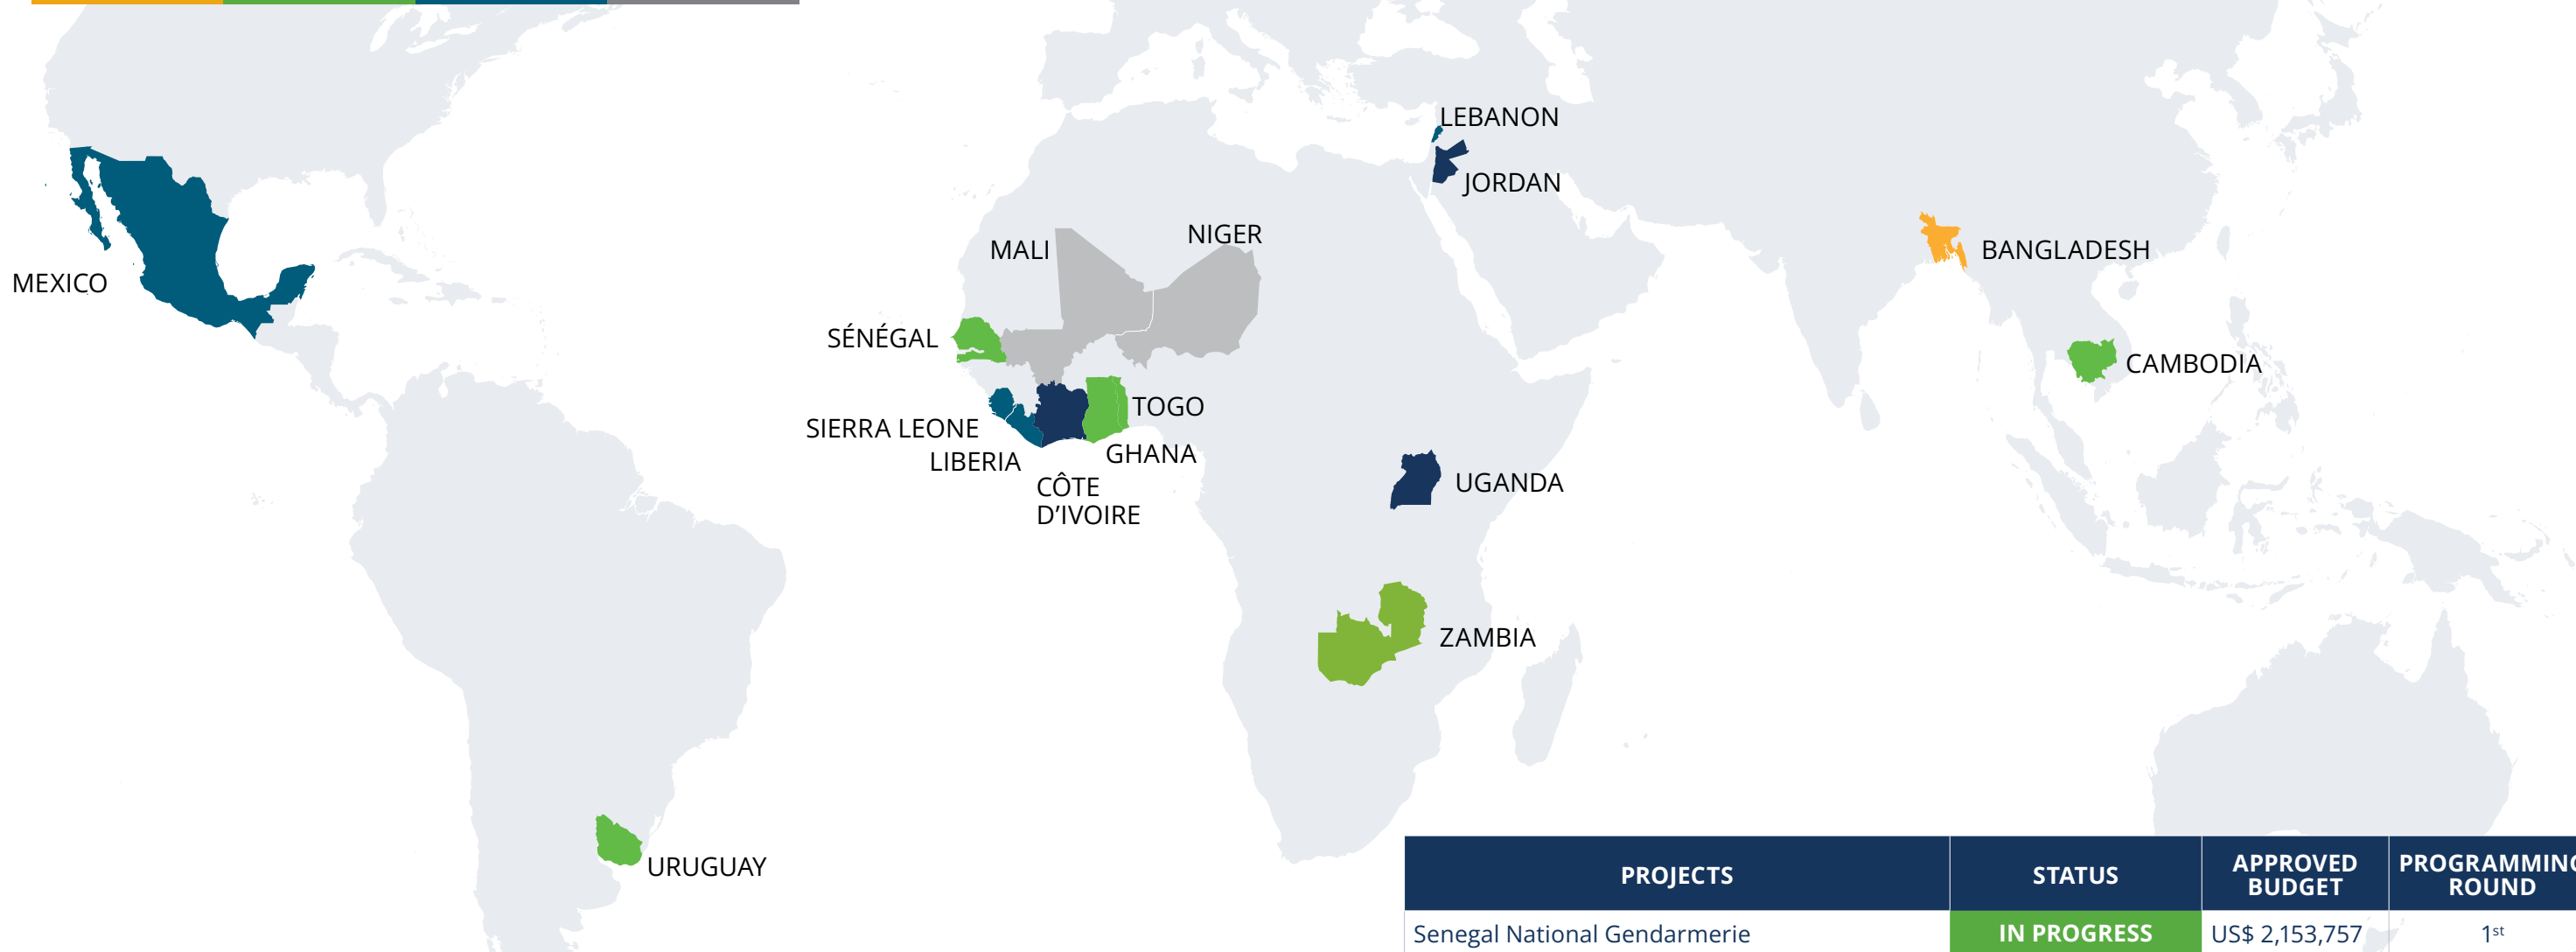 LEBANON
JORDAN
MALI
NIGER
MEXICO
BANGLADESH
SÉNÉGAL
CAMBODIA
TOGO
SIERRA LEONE
GHANA
LIBERIA
CÔTE
D’IVOIRE
UGANDA
ZAMBIA
URUGUAY
PROJECTS STATUS APPROVED BUDGET PROGRAMMING ROUND
Senegal National Gendarmerie IN PROGRESS US$ 2,153,757 1st